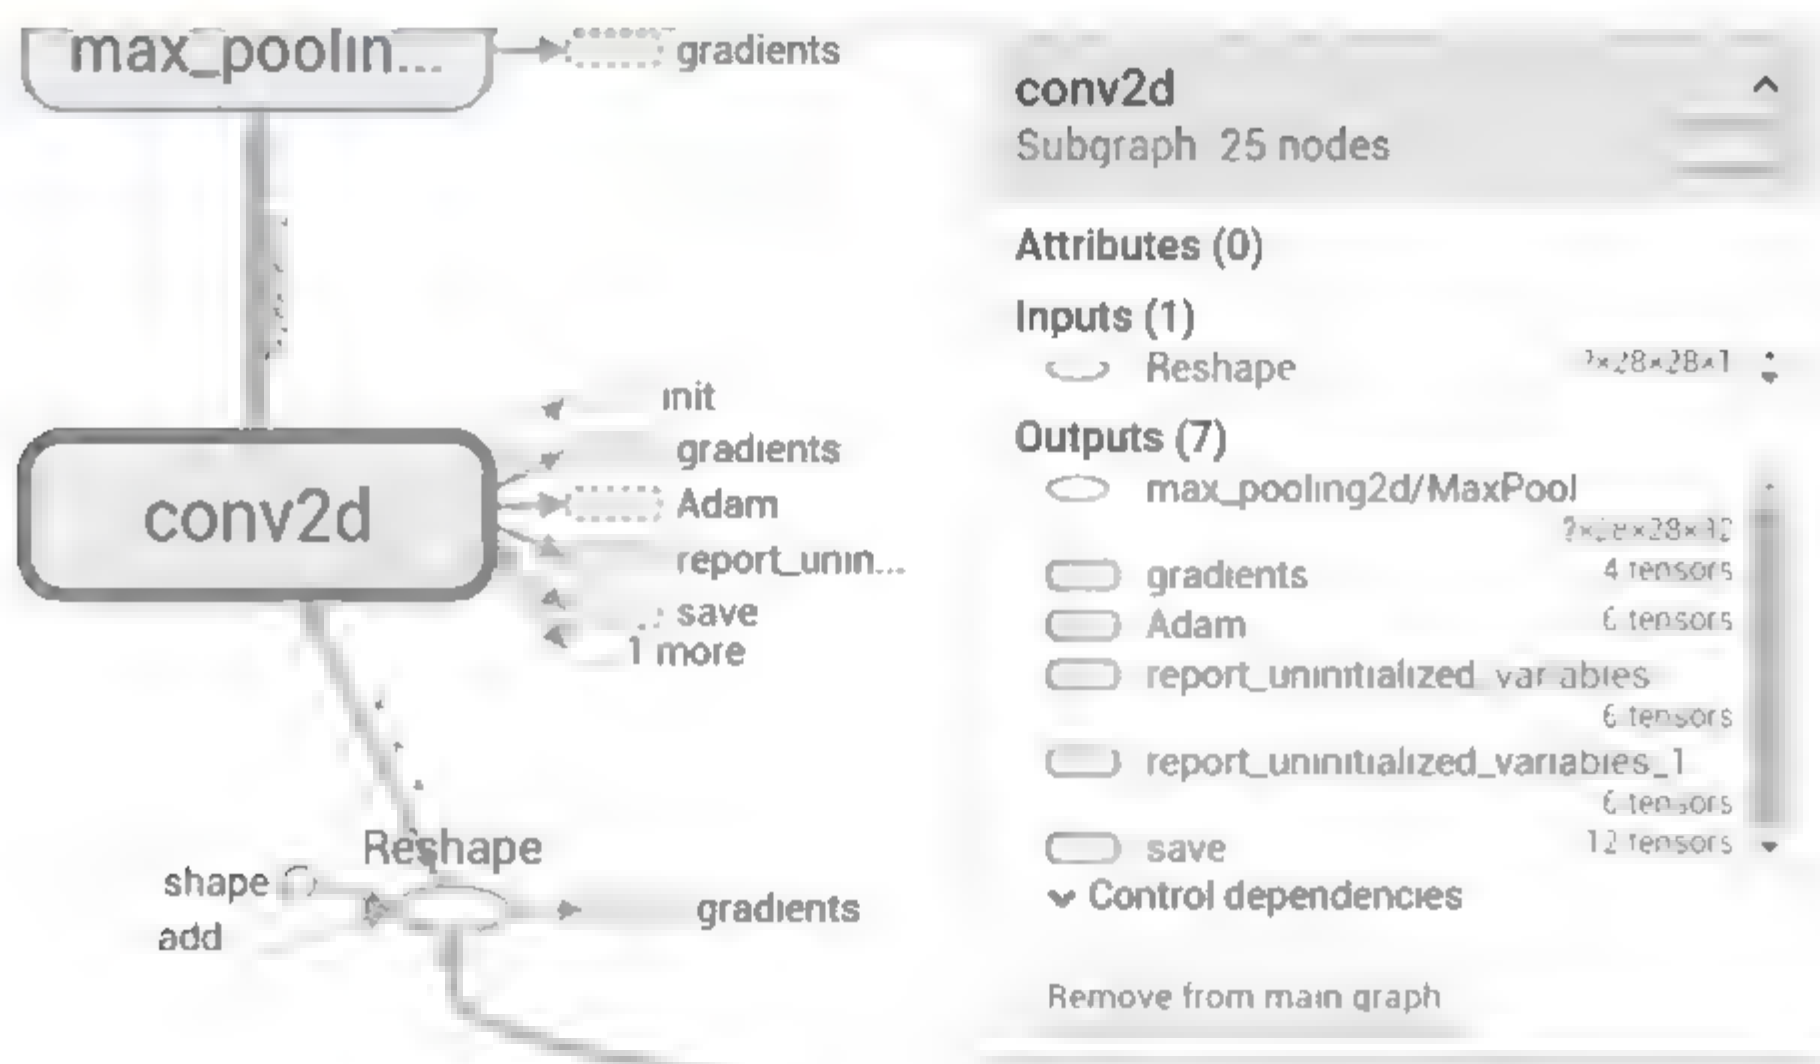 max_poolin...
gradients
init
gradients
conv2d
Adam
report_unin...
save
1 more
Reshape
shape
add
gradients
conv2d
Subgraph 25 nodes
Attributes (0)
Inputs (1)
Reshape ?×28×28×1
Outputs (7)
max_pooling2d/MaxPool
gradients 4 tensors
Adam 6 tensors
report_uninitialized_variables
6 tensors
report_uninitialized_variables_1
6 tensors
save 12 tensors
Control dependencies
Remove from main graph